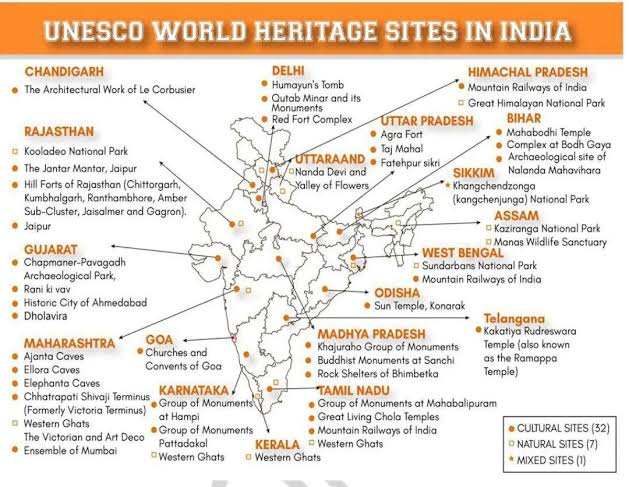 UNESCO WORLD HERITAGE SITES IN INDIA
CHANDIGARH
The Architectural Work of Le Corbusier
DELHI
Humayun's Tomb
Qutab Minar and its
Monuments
Red Fort Complex
HIMACHAL PRADESH
Mountain Railways of India
Great Himalayan National Park
RAJASTHAN
Kooladeo National Park
The Jantar Mantar, Jaipur
Hill Forts of Rajasthan (Chittorgarh,
Kumbhalgarh, Ranthambhore, Amber
Sub-Cluster, Jaisalmer and Gagron).
Jaipur
UTTARAAND
Nanda Devi and
Yalley of Flowers
UTTAR PRADESH
Agra Fort
Taj Mahal
Fatehpur sikri
BIHAR
Mahabodhi Temple
Complex at Bodh Gaya
Archaeological site of
Nalanda Mahavihara
SIKKIM
Khangchendzonga
(kangchenjunga) National Park
ASSAM
Kaziranga National Park
Manas Wildlife Sanctuary
GUJARAT
Chapmaner-Pavagadh
Archaeological Park,
Rani ki vav
Historic City of Ahmedabad
Dholavira
WEST BENGAL
Sundarbans National Park
Mountain Railways of India
ODISHA
Sun Temple, Konarak
Telangana
Kakatiya Rudreswara
Temple (also known
as the Ramappa
Temple)
MAHARASHTRA
Ajanta Caves
Ellora Caves
Elephanta Caves
Chhatrapati Shivaji Terminus
(Formerly Victoria Terminus)
Western Ghats
The Victorian and Art Deco
Ensemble of Mumbai
GOA
Churches and
Convents of Goa
MADHYA PRADESH
Khajuraho Group of Monuments
Buddhist Monuments at Sanchi
Rock Shelters of Bhimbetka
KARNATAKA
Group of Monuments
at Hampi
Group of Monuments
Pattadakal
Western Ghats
KERALA
Western Ghats
TAMIL NADU
Group of Monuments at Mahabalipuram
Great Living Chola Temples
Mountain Railways of India
Western Ghats
CULTURAL SITES (32)
NATURAL SITES (7)
MIXED SITES (1)